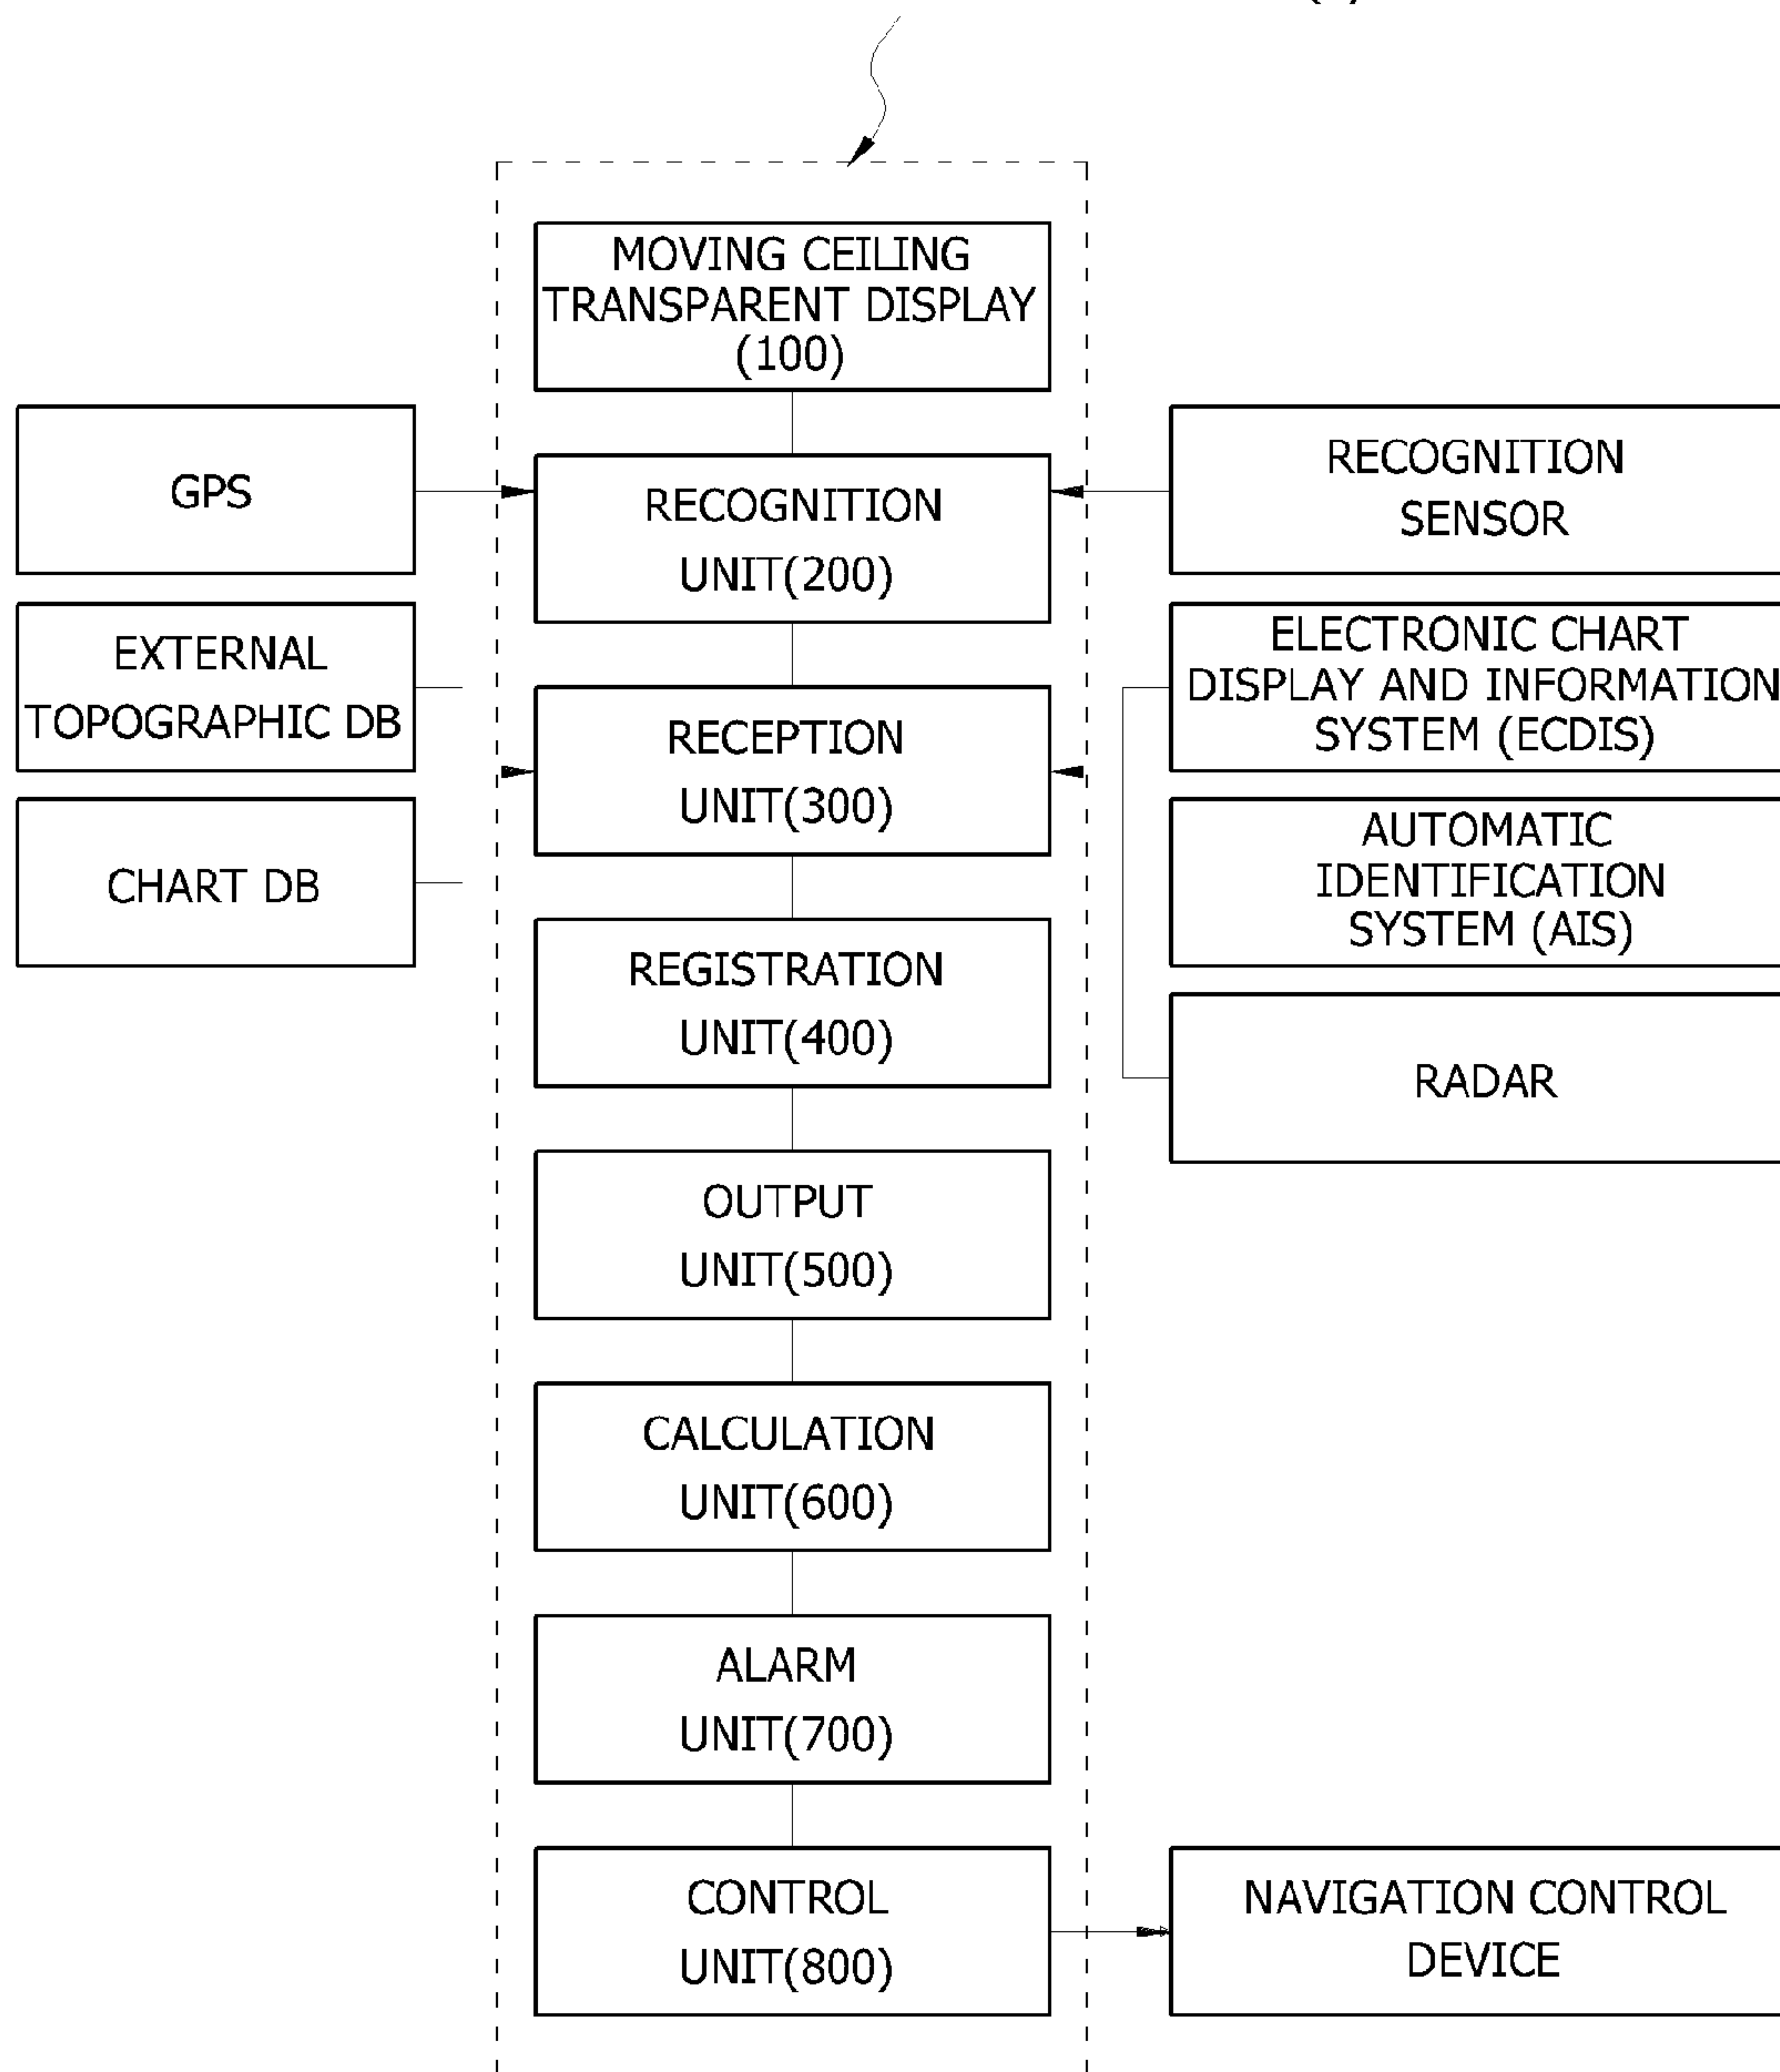 MOVING CEILING
TRANSPARENT DISPLAY
(100)
GPS
RECOGNITION
UNIT(200)
RECOGNITION
SENSOR
EXTERNAL
TOPOGRAPHIC DB
RECEPTION
UNIT(300)
ELECTRONIC CHART
DISPLAY AND INFORMATION
SYSTEM (ECDIS)
CHART DB
AUTOMATIC
IDENTIFICATION
SYSTEM (AIS)
REGISTRATION
UNIT(400)
RADAR
OUTPUT
UNIT(500)
CALCULATION
UNIT(600)
ALARM
UNIT(700)
CONTROL
UNIT(800)
NAVIGATION CONTROL
DEVICE